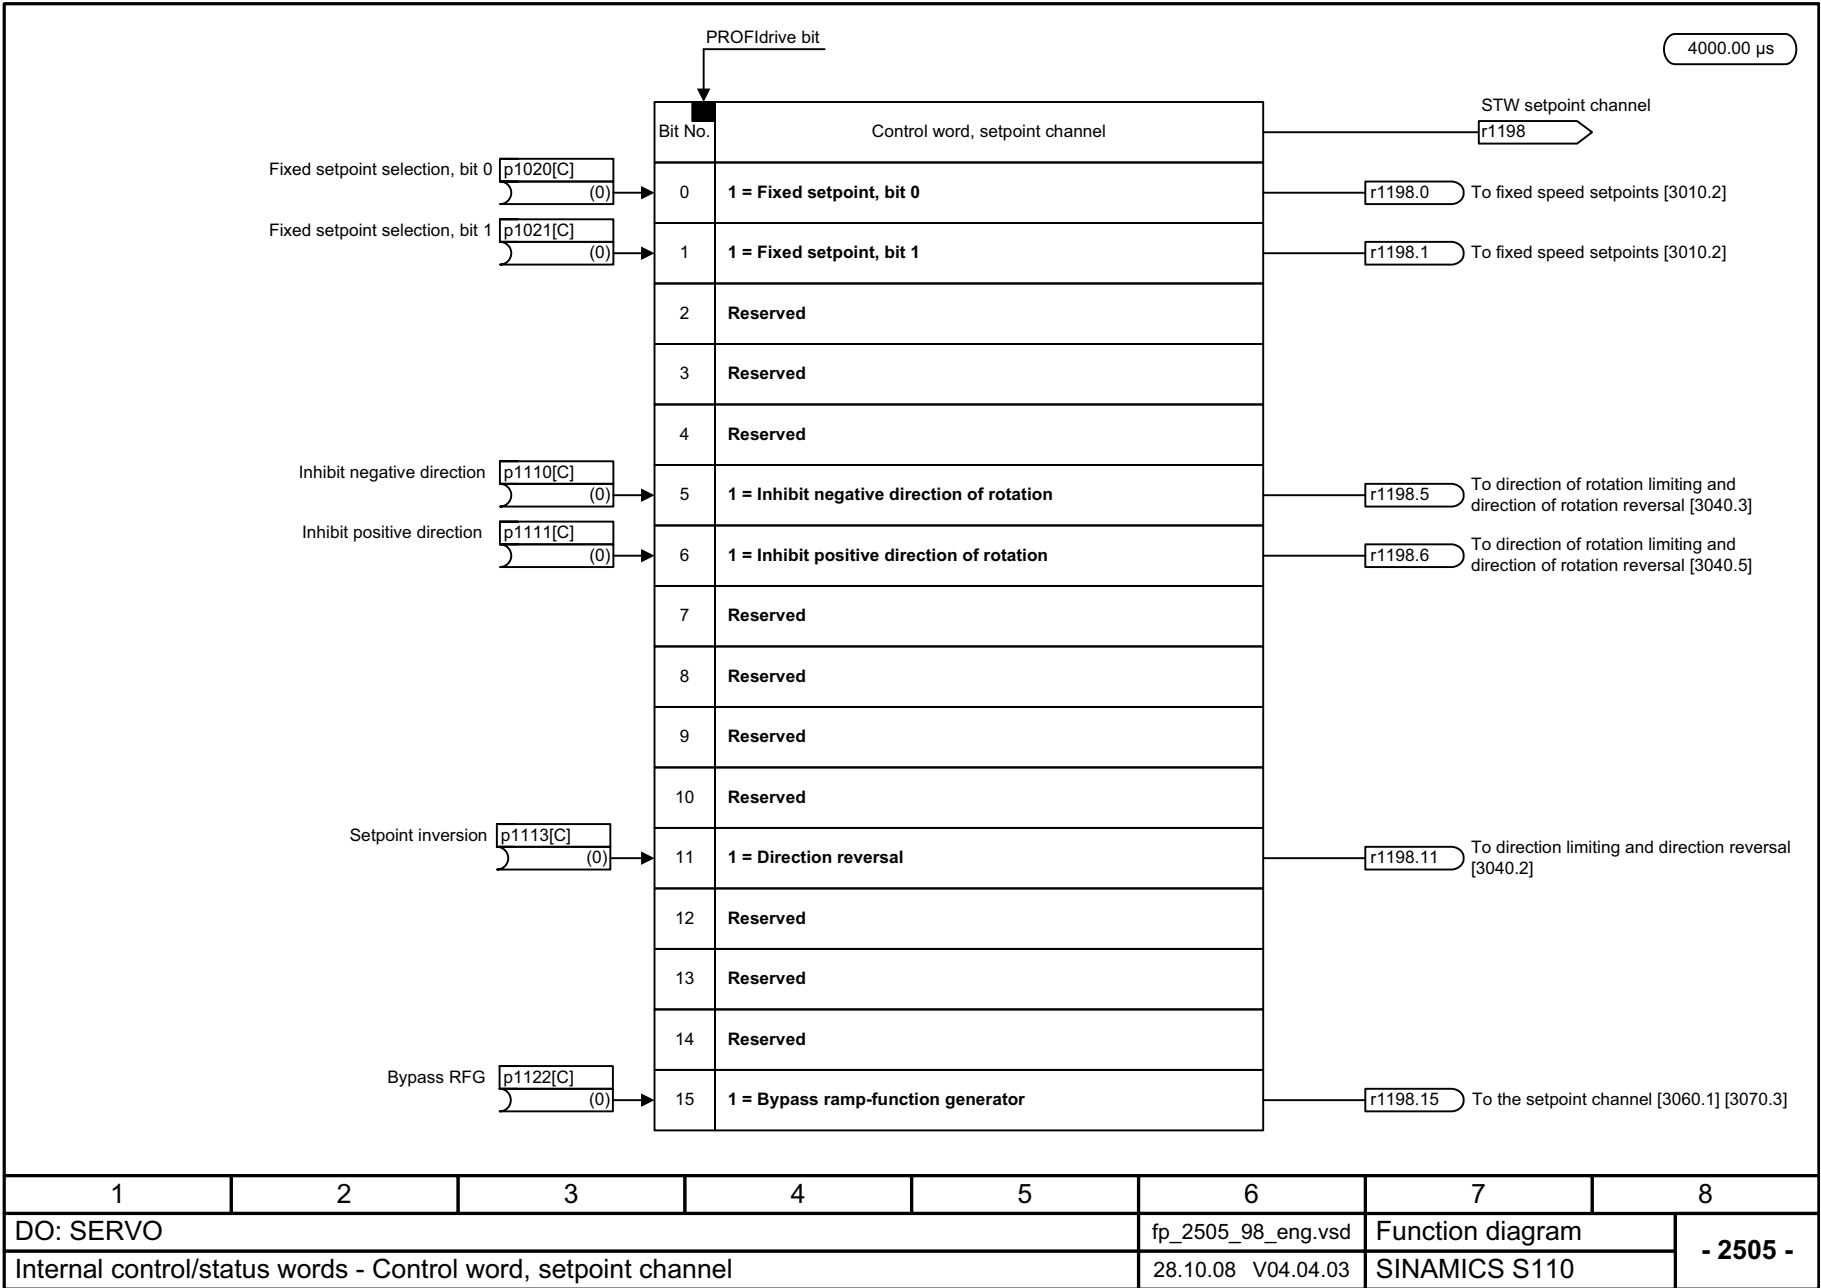 PROFIdrive bit
4000.00 µs
STW setpoint channel
Bit No. Control word, setpoint channel r1198
Fixed setpoint selection, bit 0 p1020[C]
(0) 0 1 = Fixed setpoint, bit 0 r1198.0 To fixed speed setpoints [3010.2]
Fixed setpoint selection, bit 1 p1021[C]
(0) 1 1 = Fixed setpoint, bit 1 r1198.1 To fixed speed setpoints [3010.2]
2 Reserved
3 Reserved
4 Reserved
Inhibit negative direction p1110[C]
(0) 5 1 = Inhibit negative direction of rotation r1198.5 To direction of rotation limiting and
direction of rotation reversal [3040.3]
Inhibit positive direction p1111[C]
(0) 6 1 = Inhibit positive direction of rotation r1198.6 To direction of rotation limiting and
direction of rotation reversal [3040.5]
7 Reserved
8 Reserved
9 Reserved
10 Reserved
Setpoint inversion p1113[C]
(0) 11 1 = Direction reversal r1198.11 To direction limiting and direction reversal
[3040.2]
12 Reserved
13 Reserved
14 Reserved
Bypass RFG p1122[C]
(0) 15 1 = Bypass ramp-function generator r1198.15 To the setpoint channel [3060.1] [3070.3]
1 2 3 4 5 6 7 8
DO: SERVO fp_2505_98_eng.vsd Function diagram - 2505 -
Internal control/status words - Control word, setpoint channel 28.10.08 V04.04.03 SINAMICS S110